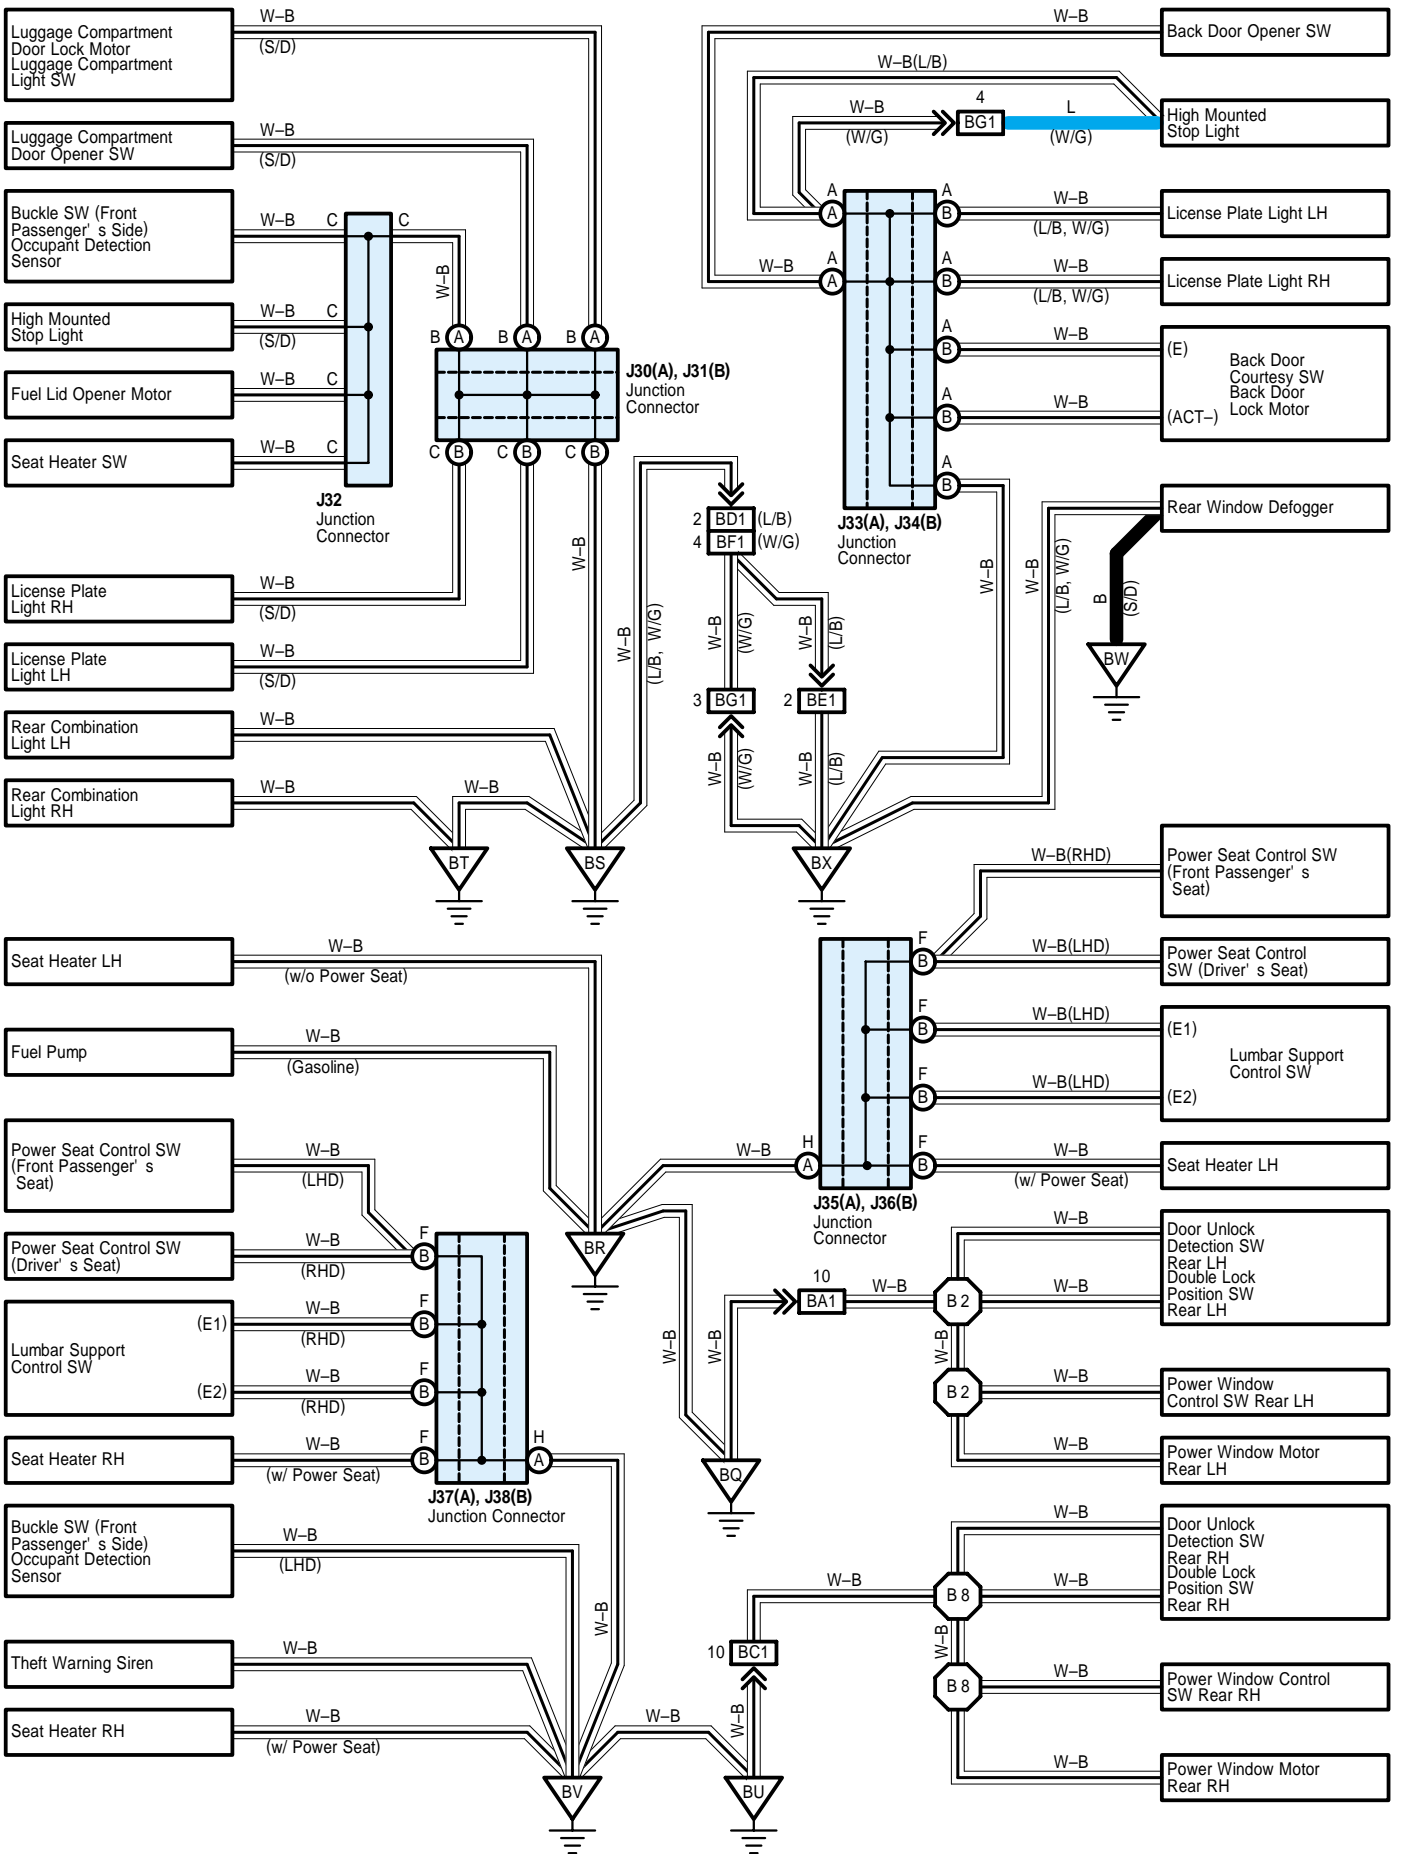 Luggage Compartment
Door Lock Motor
Luggage Compartment
Light SW
W–B
(S/D)
Luggage Compartment
Door Opener SW
W–B
(S/D)
Buckle SW (Front
Passenger' s Side)
Occupant Detection
Sensor
W–B
C
C
High Mounted
Stop Light
W–B
C
(S/D)
Fuel Lid Opener Motor
W–B
C
Seat Heater SW
W–B
C
J32
Junction
Connector
W–B
B
A
B
A
B
A
J30(A), J31(B)
Junction
Connector
C
B
C
B
C
B
License Plate
Light RH
W–B
(S/D)
License Plate
Light LH
W–B
(S/D)
Rear Combination
Light LH
W–B
Rear Combination
Light RH
W–B
W–B
W–B
W–B
(L/B, W/G)
BT
BS
2
BD1
(L/B)
4
BF1
(W/G)
W–B
(W/G)
W–B
(L/B)
3
BG1
2
BE1
W–B
(W/G)
W–B
(L/B)
BX
W–B
Back Door Opener SW
W–B(L/B)
W–B
(W/G)
4
BG1
L
(W/G)
High Mounted
Stop Light
A
A
A
B
W–B
(L/B, W/G)
License Plate Light LH
W–B
A
A
A
B
W–B
(L/B, W/G)
License Plate Light RH
A
B
W–B
(E)
Back Door
Courtesy SW
Back Door
Lock Motor
A
B
W–B
(ACT–)
A
B
J33(A), J34(B)
Junction
Connector
W–B
W–B
(L/B, W/G)
Rear Window Defogger
B
(S/D)
BW
Seat Heater LH
W–B
(w/o Power Seat)
Fuel Pump
W–B
(Gasoline)
Power Seat Control SW
(Front Passenger' s
Seat)
W–B
(LHD)
Power Seat Control SW
(Driver' s Seat)
W–B
(RHD)
F
B
Lumbar Support
Control SW
(E1)
W–B
(RHD)
F
B
(E2)
W–B
(RHD)
F
B
Seat Heater RH
W–B
(w/ Power Seat)
F
B
H
A
J37(A), J38(B)
Junction Connector
Buckle SW (Front
Passenger' s Side)
Occupant Detection
Sensor
W–B
(LHD)
W–B
Theft Warning Siren
W–B
Seat Heater RH
W–B
(w/ Power Seat)
W–B
BV
BU
W–B
10
BC1
W–B
BR
W–B
H
A
J35(A), J36(B)
Junction
Connector
W–B(RHD)
Power Seat Control SW
(Front Passenger' s
Seat)
F
B
W–B(LHD)
Power Seat Control
SW (Driver' s Seat)
F
B
W–B(LHD)
(E1)
Lumbar Support
Control SW
F
B
W–B(LHD)
(E2)
F
B
W–B
(w/ Power Seat)
Seat Heater LH
W–B
W–B
BQ
10
BA1
W–B
B 2
W–B
W–B
Door Unlock
Detection SW
Rear LH
Double Lock
Position SW
Rear LH
W–B
B 2
W–B
Power Window
Control SW Rear LH
W–B
Power Window Motor
Rear LH
B 8
W–B
W–B
Door Unlock
Detection SW
Rear RH
Double Lock
Position SW
Rear RH
W–B
B 8
W–B
Power Window Control
SW Rear RH
W–B
Power Window Motor
Rear RH